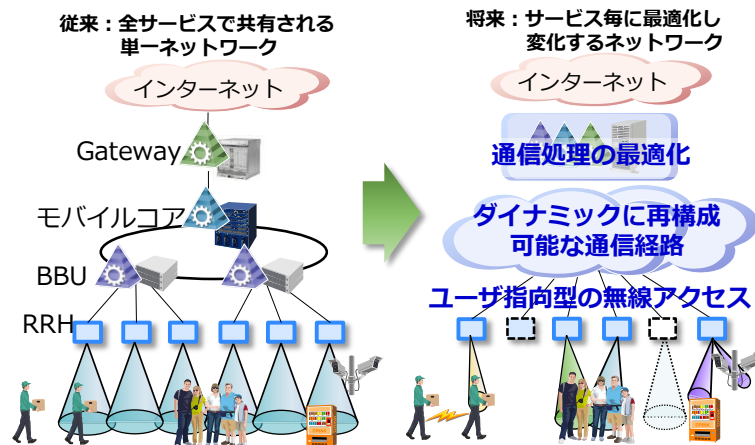 従来：全サービスで共有される
単一ネットワーク
インターネット
Gateway
モバイルコア
BBU
RRH
将来：サービス毎に最適化し
変化するネットワーク
インターネット
通信処理の最適化
ダイナミックに再構成
可能な通信経路
ユーザ指向型の無線アクセス